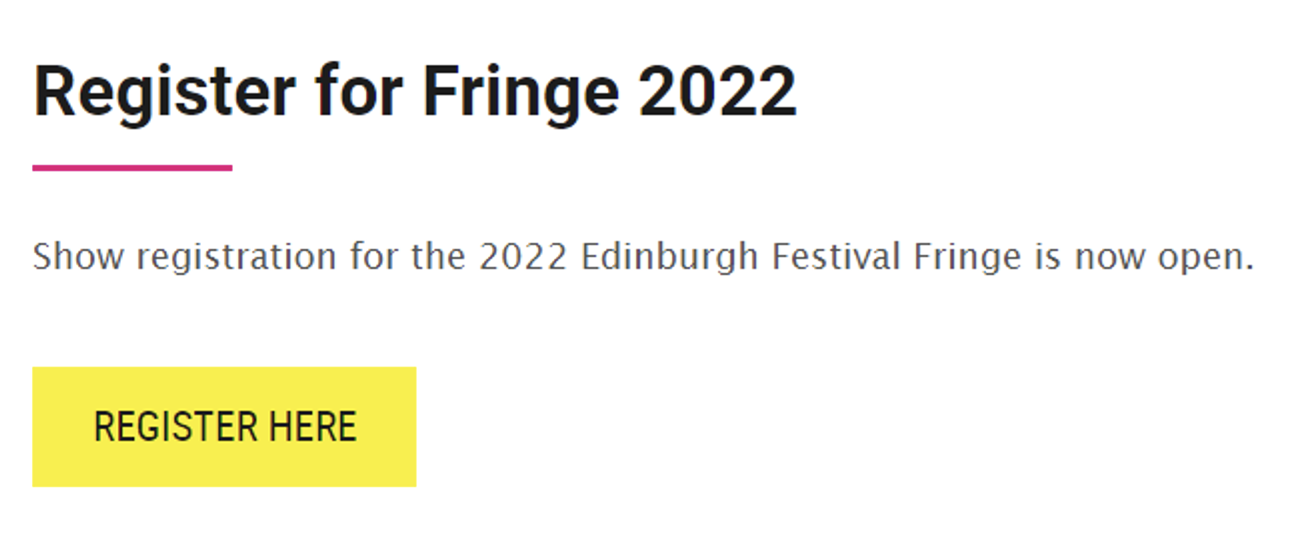 Register for Fringe 2022
Show registration for the 2022 Edinburgh Festival Fringe is now open.
REGISTER HERE